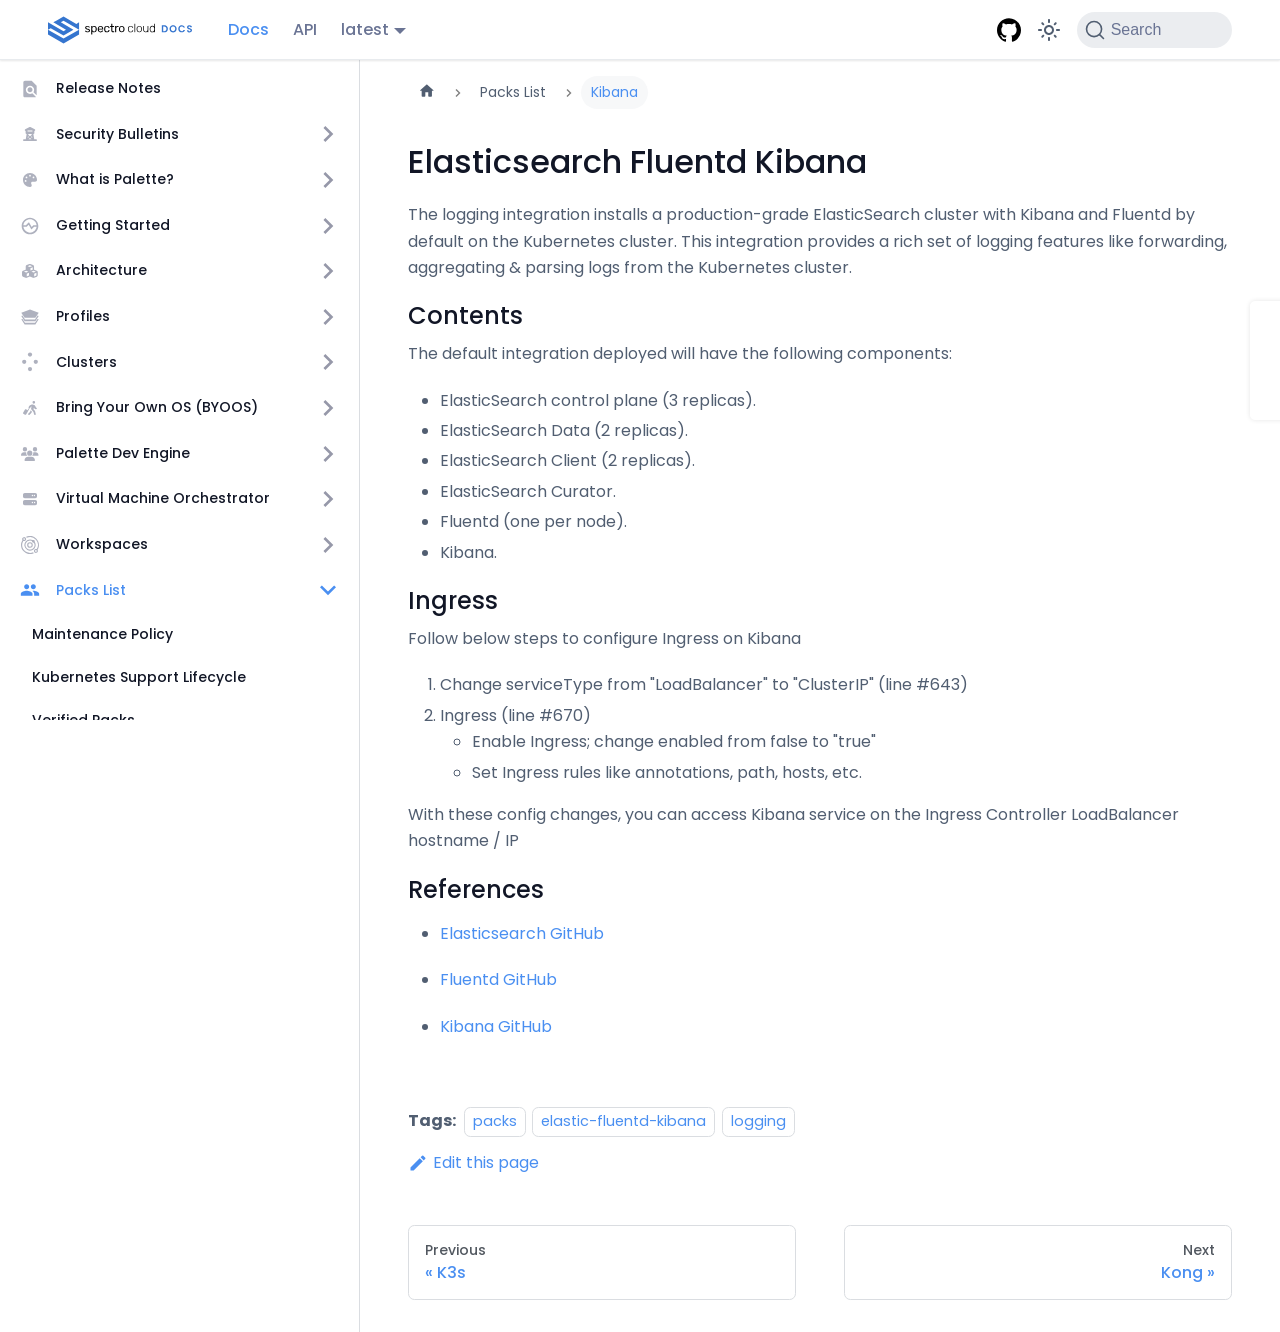 spectro cloud DOCS
Docs
API
latest
Search
Release Notes
Security Bulletins
What is Palette?
Getting Started
Architecture
Profiles
Clusters
Bring Your Own OS (BYOOS)
Palette Dev Engine
Virtual Machine Orchestrator
Workspaces
Packs List
Maintenance Policy
Kubernetes Support Lifecycle
Verified Packs
Packs List
Kibana
Elasticsearch Fluentd Kibana
The logging integration installs a production-grade ElasticSearch cluster with Kibana and Fluentd by
default on the Kubernetes cluster. This integration provides a rich set of logging features like forwarding,
aggregating & parsing logs from the Kubernetes cluster.
Contents
The default integration deployed will have the following components:
• ElasticSearch control plane (3 replicas).
• ElasticSearch Data (2 replicas).
• ElasticSearch Client (2 replicas).
• ElasticSearch Curator.
• Fluentd (one per node).
• Kibana.
Ingress
Follow below steps to configure Ingress on Kibana
1. Change serviceType from "LoadBalancer" to "ClusterIP" (line #643)
2. Ingress (line #670)
◦ Enable Ingress; change enabled from false to "true"
◦ Set Ingress rules like annotations, path, hosts, etc.
With these config changes, you can access Kibana service on the Ingress Controller LoadBalancer
hostname / IP
References
• Elasticsearch GitHub
• Fluentd GitHub
• Kibana GitHub
Tags: packs elastic-fluentd-kibana logging
Edit this page
Previous
« K3s
Next
Kong »